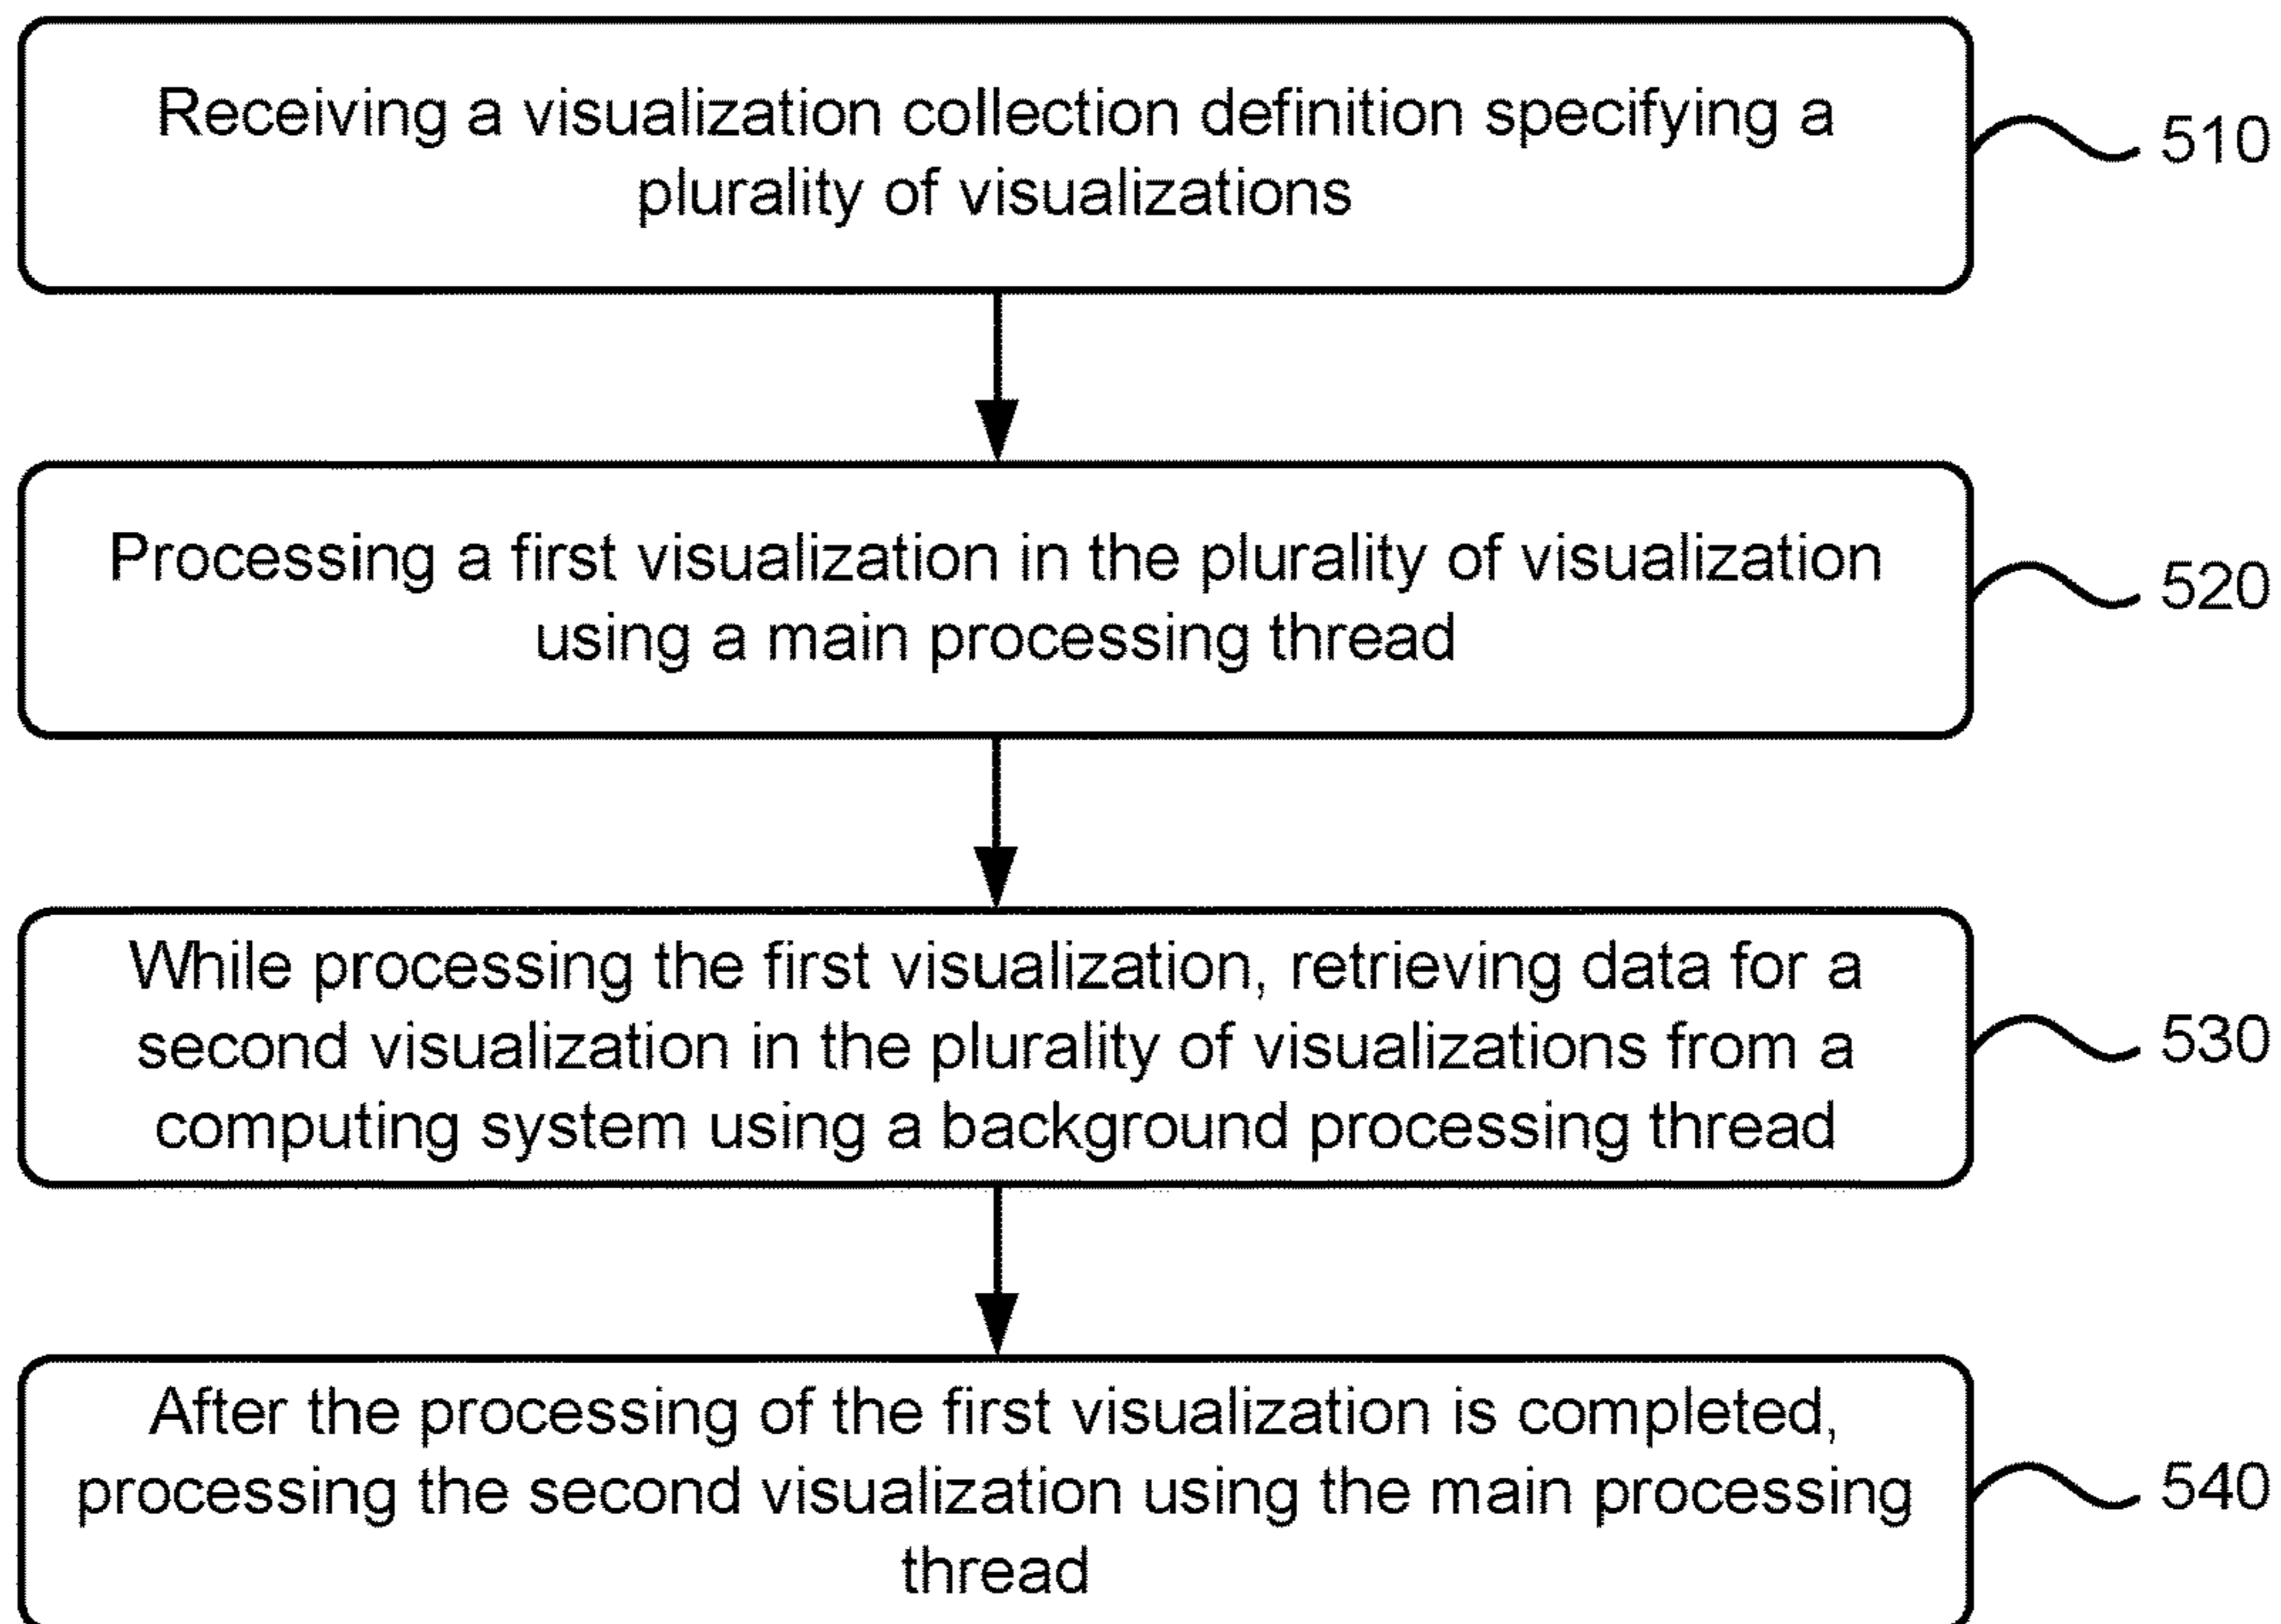 Receiving a visualization collection definition specifying a
plurality of visualizations
510
Processing a first visualization in the plurality of visualization
using a main processing thread
520
While processing the first visualization, retrieving data for a
second visualization in the plurality of visualizations from a
computing system using a background processing thread
530
After the processing of the first visualization is completed,
processing the second visualization using the main processing
thread
540